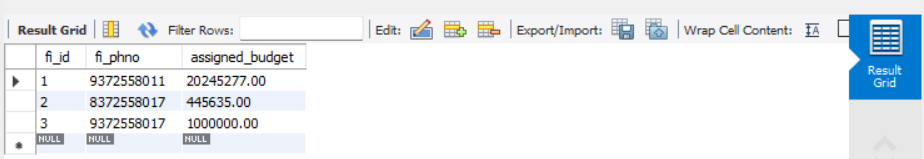 Result Grid Filter Rows: Edit: Export/Import: Wrap Cell Content: IA
fi_id fi_phno assigned_budget
1 9372558011 20245277.00
2 8372558017 445635.00
3 9372558017 1000000.00
NULL NULL NULL
Result
Grid